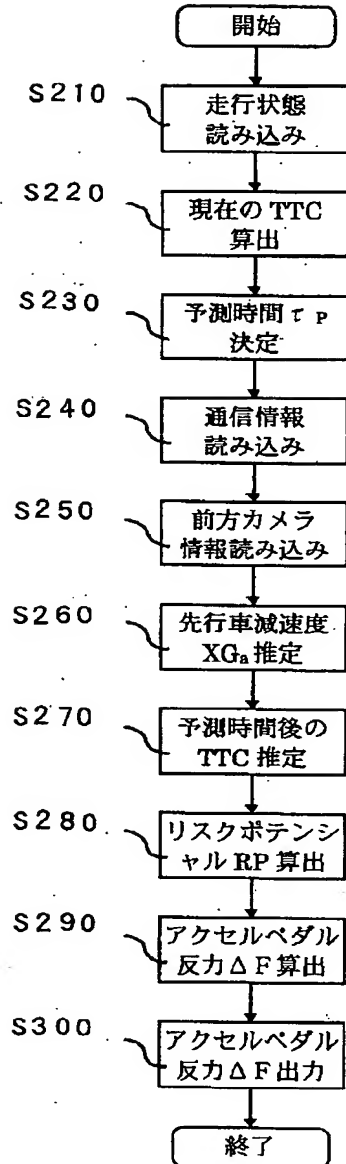 開始
S210
走行状態
読み込み
S220
現在のTTC
算出
S230
予測時間τP
決定
S240
通信情報
読み込み
S250
前方カメラ
情報読み込み
S260
先行車減速度
XGa推定
S270
予測時間後の
TTC推定
S280
リスクポテンシ
ャルRP算出
S290
アクセルペダル
反力ΔF算出
S300
アクセルペダル
反力ΔF出力
終了